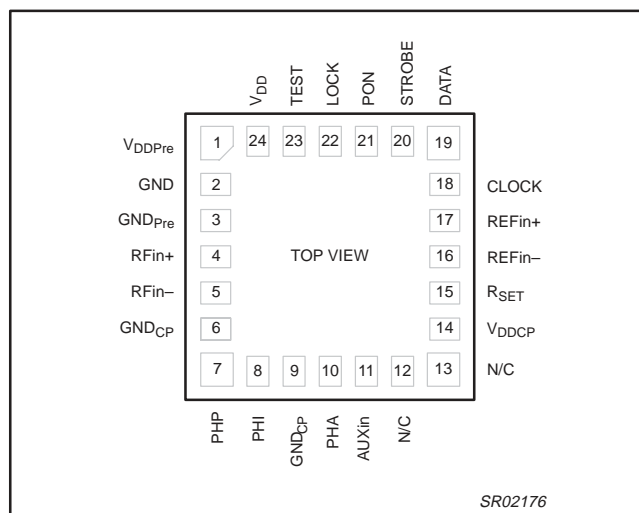 VDD
TEST
LOCK
PON
STROBE
DATA
1
24
23
22
21
20
19
VDDPre
GND
2
18
CLOCK
GNDPre
3
17
REFin+
RFin+
4
TOP VIEW
16
REFin–
RFin–
5
15
RSET
GNDCP
6
14
VDDCP
7
8
9
10
11
12
13
N/C
PHP
PHI
GNDCP
PHA
AUXin
N/C
SR02176